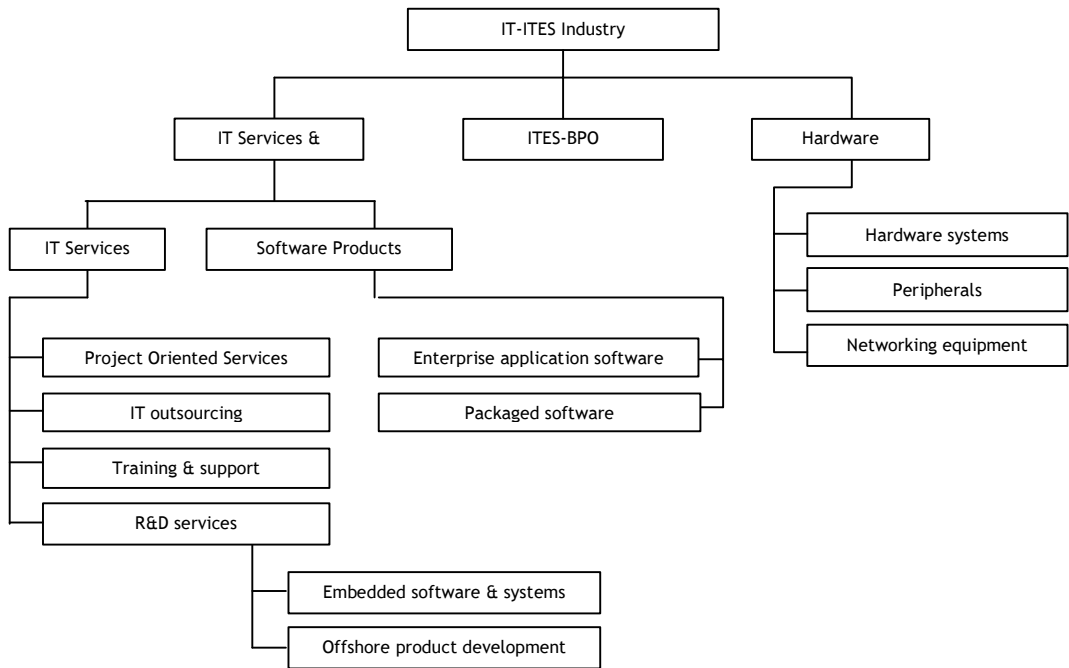 IT-ITES Industry
IT Services &
ITES-BPO
Hardware
IT Services
Software Products
Hardware systems
Peripherals
Networking equipment
Project Oriented Services
Enterprise application software
IT outsourcing
Packaged software
Training & support
R&D services
Embedded software & systems
Offshore product development